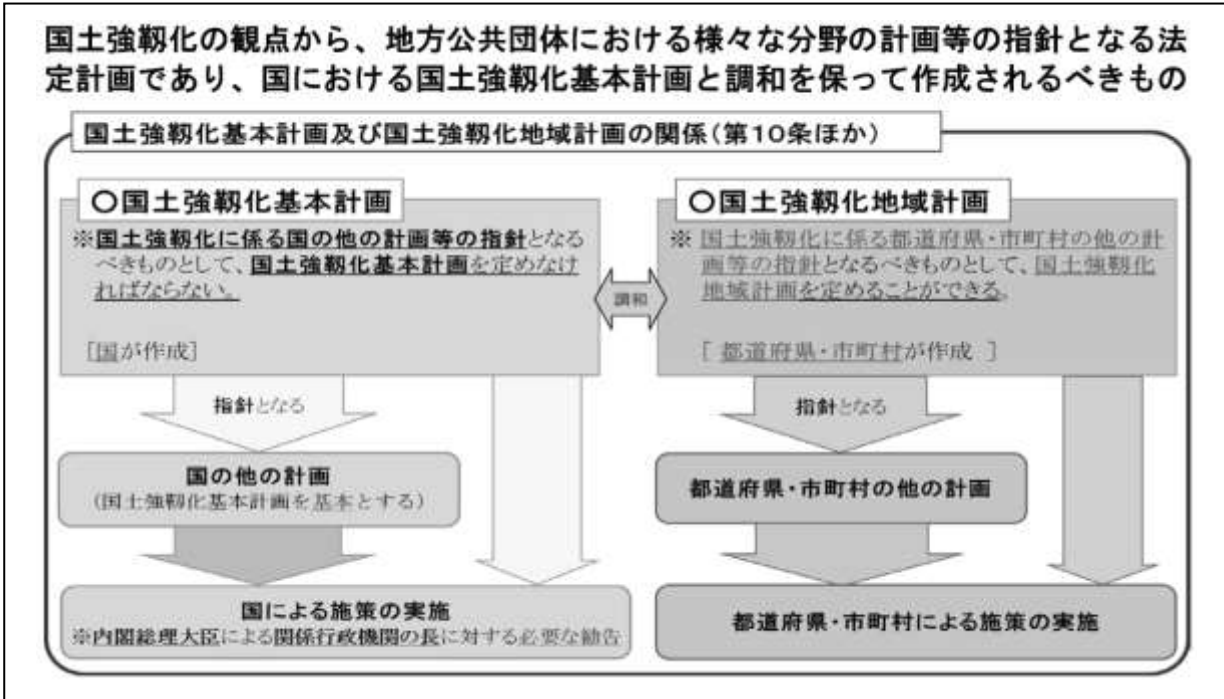 国土強靱化の観点から、地方公共団体における様々な分野の計画等の指針となる法
定計画であり、国における国土強靱化基本計画と調和を保って作成されるべきもの
国土強靱化基本計画及び国土強靱化地域計画の関係(第10条ほか)
〇国土強靱化基本計画
※国土強靱化に係る国の他の計画等の指針となる
べきものとして、国土強靱化基本計画を定めなけ
ればならない。
[国が作成]
調和
〇国土強靱化地域計画
※ 国土強靱化に係る都道府県・市町村の他の計
画等の指針となるべきものとして、国土強靱化
地域計画を定めることができる。
[ 都道府県・市町村が作成 ]
指針となる
国の他の計画
(国土強靱化基本計画を基本とする)
国による施策の実施
※内閣総理大臣による関係行政機関の長に対する必要な勧告
指針となる
都道府県・市町村の他の計画
都道府県・市町村による施策の実施